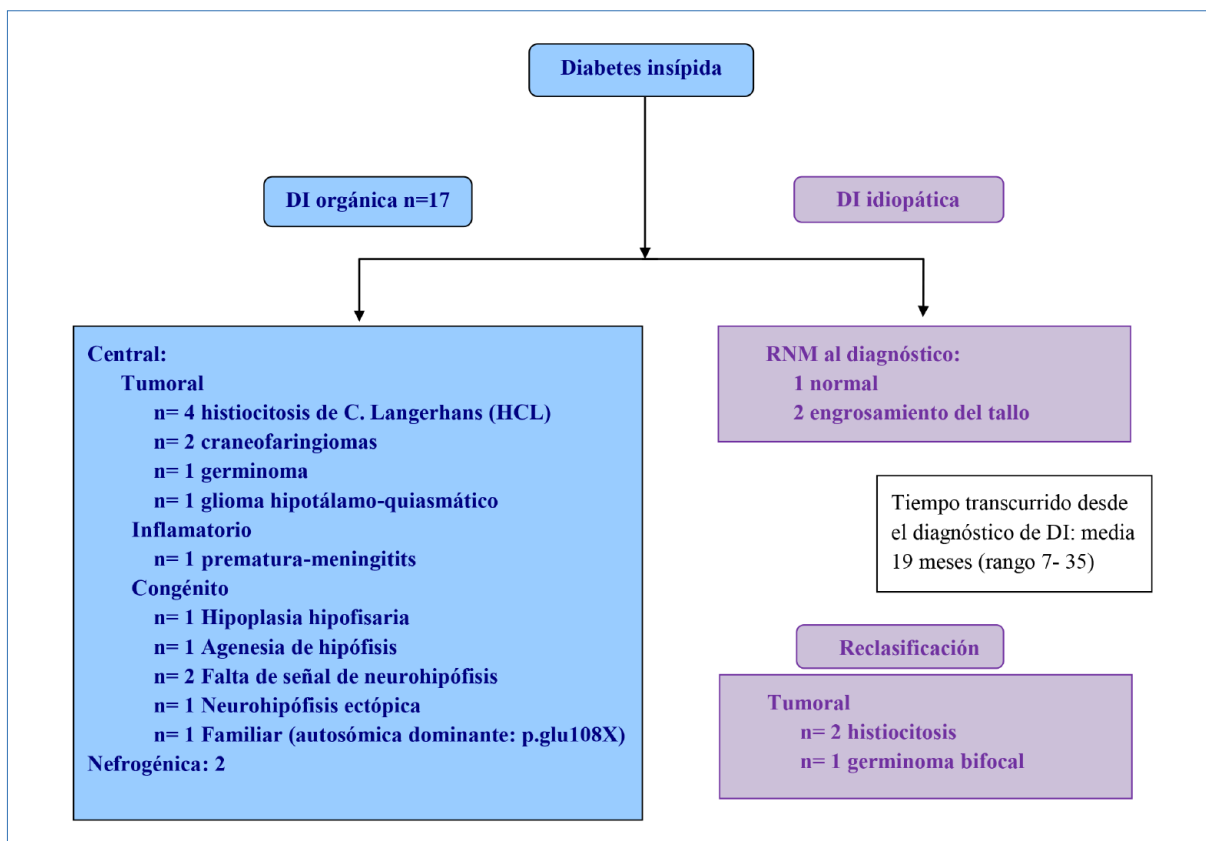 Diabetes insípida
DI orgánica n=17
DI idiopática
Central:
Tumoral
n= 4 histiocitosis de C. Langerhans (HCL)
n= 2 craneofaringiomas
n= 1 germinoma
n= 1 glioma hipotálamo-quiasmático
Inflamatorio
n= 1 prematura-meningitits
Congénito
n= 1 Hipoplasia hipofisaria
n= 1 Agenesia de hipófisis
n= 2 Falta de señal de neurohipófisis
n= 1 Neurohipófisis ectópica
n= 1 Familiar (autosómica dominante: p.glu108X)
Nefrogénica: 2
RNM al diagnóstico:
1 normal
2 engrosamiento del tallo
Tiempo transcurrido desde
el diagnóstico de DI: media
19 meses (rango 7- 35)
Reclasificación
Tumoral
n= 2 histiocitosis
n= 1 germinoma bifocal